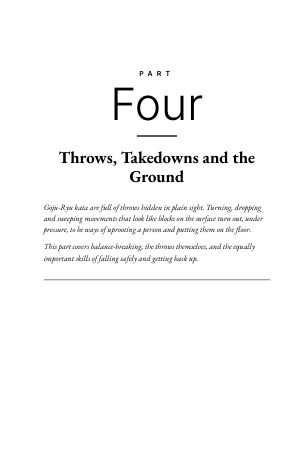 PART
Four
Throws, Takedowns and the
Ground
Goju-Ryu kata are full of throws hidden in plain sight. Turning, dropping
and sweeping movements that look like blocks on the surface turn out, under
pressure, to be ways of uprooting a person and putting them on the floor.
This part covers balance-breaking, the throws themselves, and the equally
important skills of falling safely and getting back up.